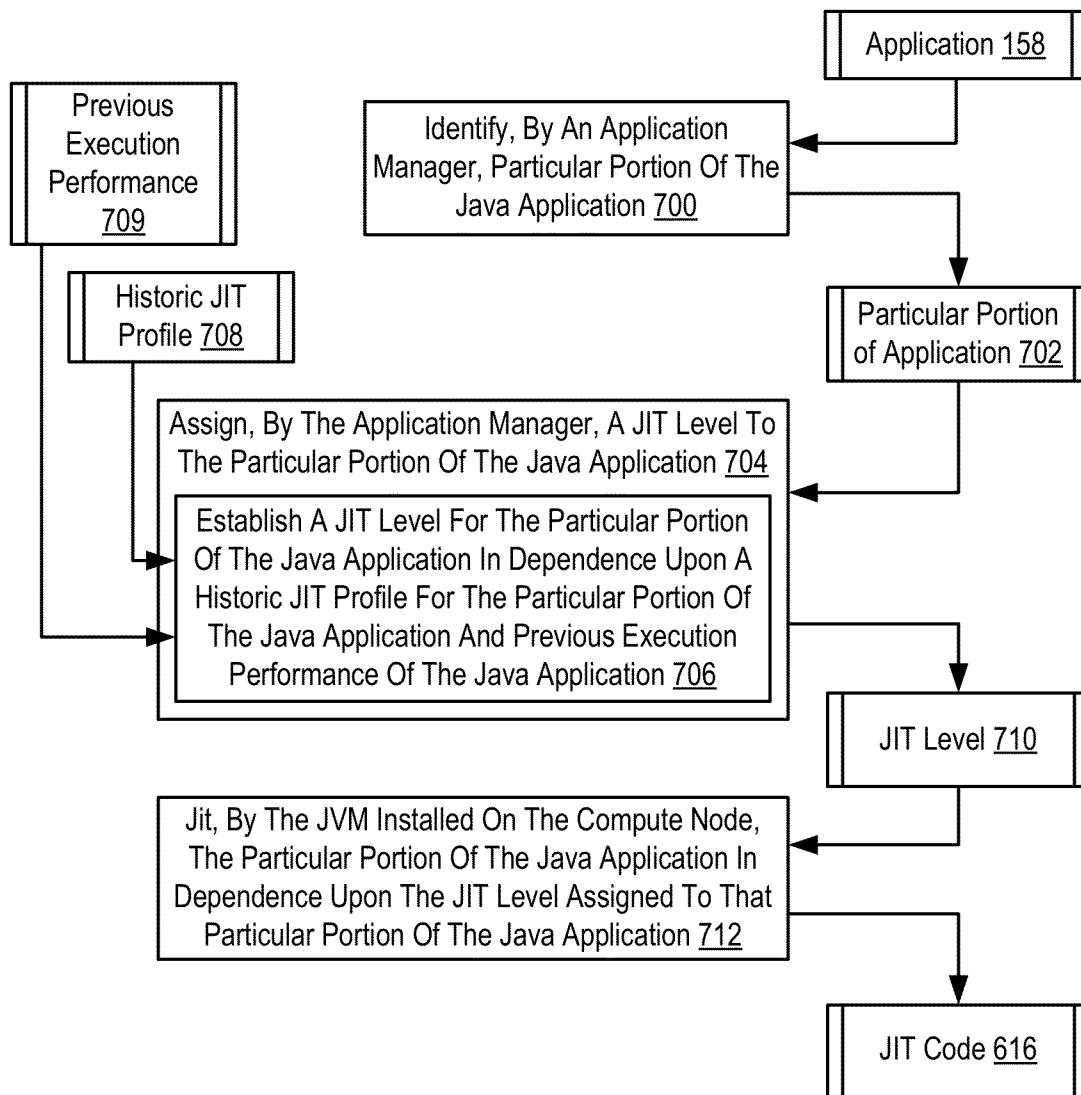 Application 158
Previous
Execution
Performance
709
Identify, By An Application
Manager, Particular Portion Of The
Java Application 700
Historic JIT
Profile 708
Particular Portion
of Application 702
Assign, By The Application Manager, A JIT Level To
The Particular Portion Of The Java Application 704
Establish A JIT Level For The Particular Portion
Of The Java Application In Dependence Upon A
Historic JIT Profile For The Particular Portion Of
The Java Application And Previous Execution
Performance Of The Java Application 706
JIT Level 710
Jit, By The JVM Installed On The Compute Node,
The Particular Portion Of The Java Application In
Dependence Upon The JIT Level Assigned To That
Particular Portion Of The Java Application 712
JIT Code 616